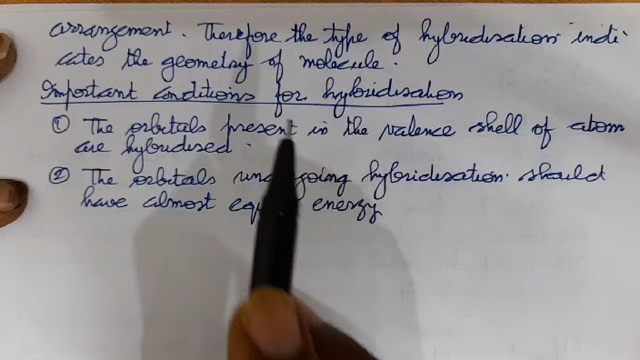 arrangement. Therefore the type of hybridisation indi-
cates the geometry of molecule.
Important conditions for hybridisation
① The orbitals present in the valence shell of atom
are hybridised.
② The orbitals undergoing hybridisation should
have almost equal energy